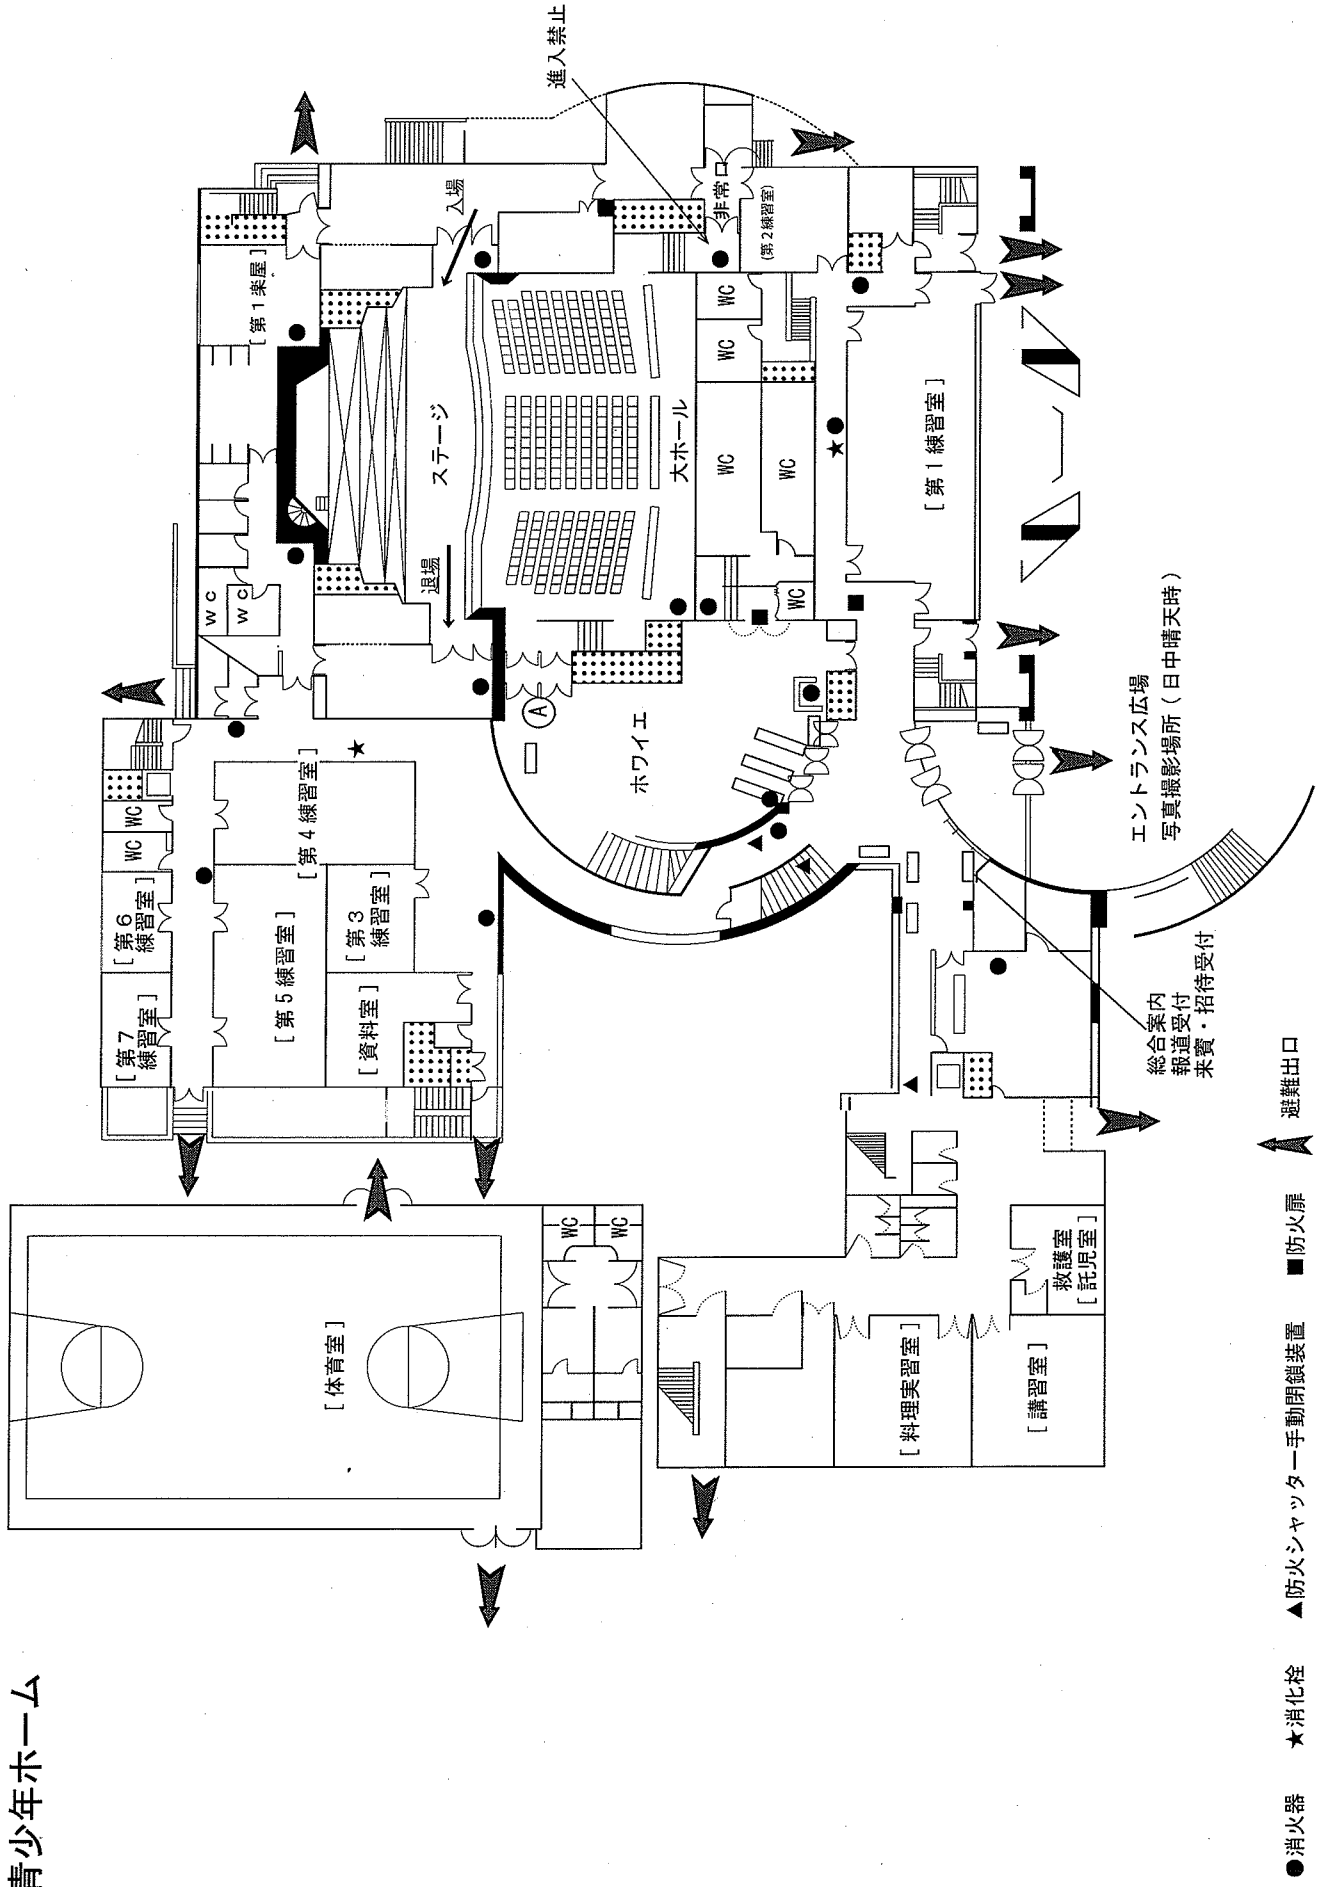 青少年ホーム
[ 体育室 ]
WC
WC
[ 第7
練習室 ]
[ 第6
練習室 ]
WC
WC
[ 第5練習室 ]
[ 資料室 ]
[ 第3
練習室 ]
[ 第4練習室 ]
wc
wc
[ 第1楽屋 ]
ステージ
入場
退場
大ホール
進入禁止
非常口
(第2練習室)
WC
WC
WC
WC
WC
Ⓐ
ホワイエ
[ 第1練習室 ]
エントランス広場
写真撮影場所(日中晴天時)
総合案内
報道受付
来賓・招待受付
[ 料理実習室 ]
[ 講習室 ]
救護室
[ 託児室 ]
●消火器
★消化栓
▲防火シャッター手動閉鎖装置
■防火扉
避難出口